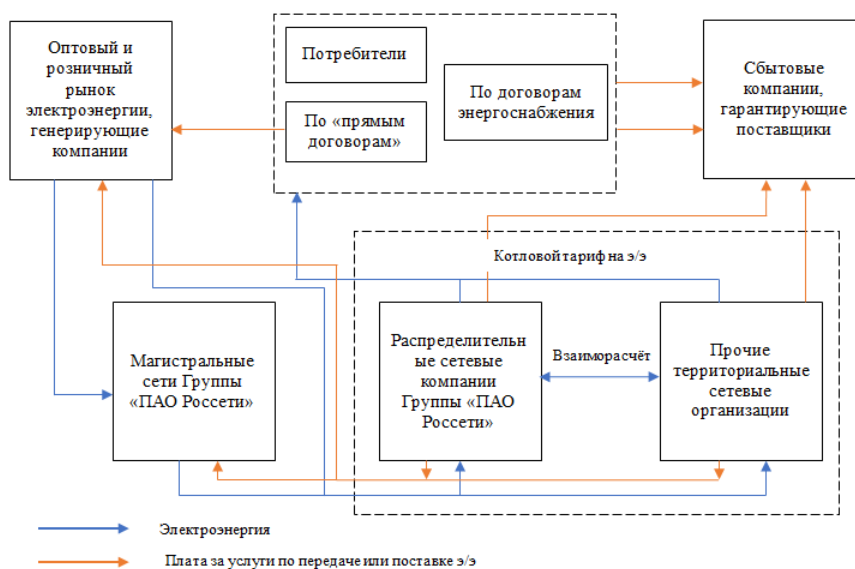 Оптовый и
розничный
рынок
электроэнергии,
генерирующие
компании
Потребители
По «прямым
договорам»
По договорам
энергоснабжения
Сбытовые
компании,
гарантирующие
поставщики
Котловой тариф на э/э
Магистральные
сети Группы
«ПАО Россети»
Распределительн
ые сетевые
компании
Группы «ПАО
Россети»
Взаиморасчёт
Прочие
территориальные
сетевые
организации
Электроэнергия
Плата за услуги по передаче или поставке э/э